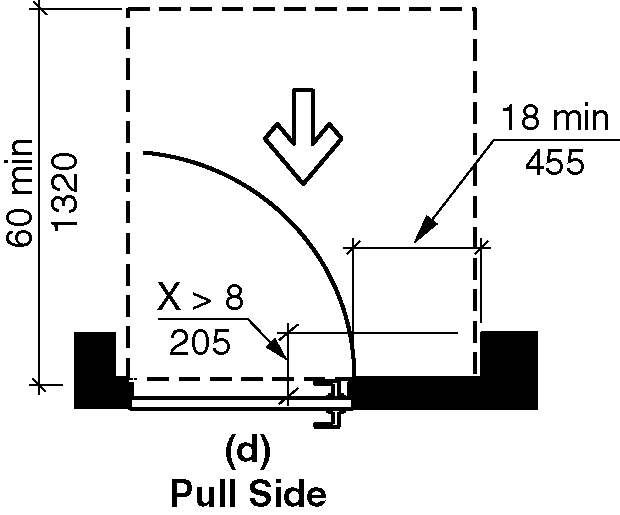 60 min
1320
18 min
455
X > 8
205
(d)
Pull Side